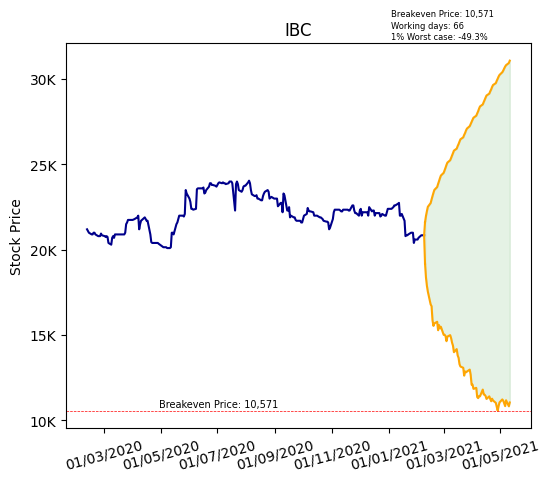 Breakeven Price: 10,571
Working days: 66
1% Worst case: -49.3%
IBC
Stock Price
30K
25K
20K
15K
10K
Breakeven Price: 10,571
01/03/2020
01/05/2020
01/07/2020
01/09/2020
01/11/2020
01/01/2021
01/03/2021
01/05/2021